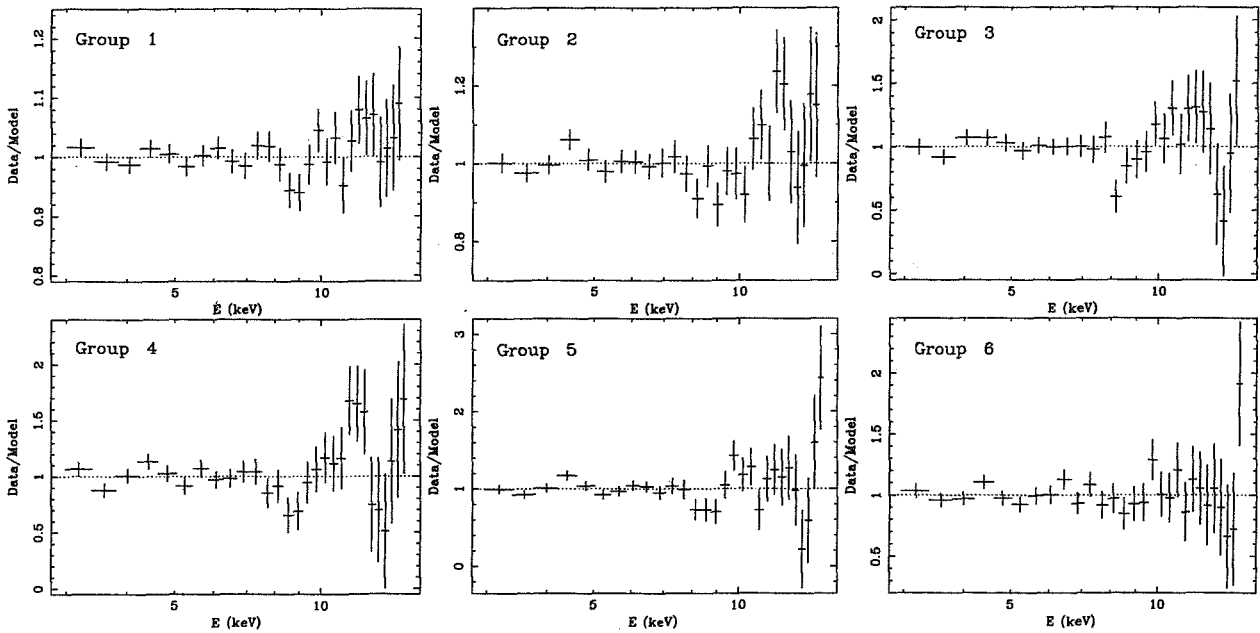 Group 1
Data/Model
1.2
1.1
1
0.9
0.8
5
10
E (keV)
Group 2
Data/Model
1.2
1
0.8
5
10
E (keV)
Group 3
Data/Model
2
1.5
1
0.5
0
5
10
E (keV)
Group 4
Data/Model
2
1.5
1
0.5
0
5
10
E (keV)
Group 5
Data/Model
3
2
1
0
5
10
E (keV)
Group 6
Data/Model
2
1.5
1
0.5
5
10
E (keV)